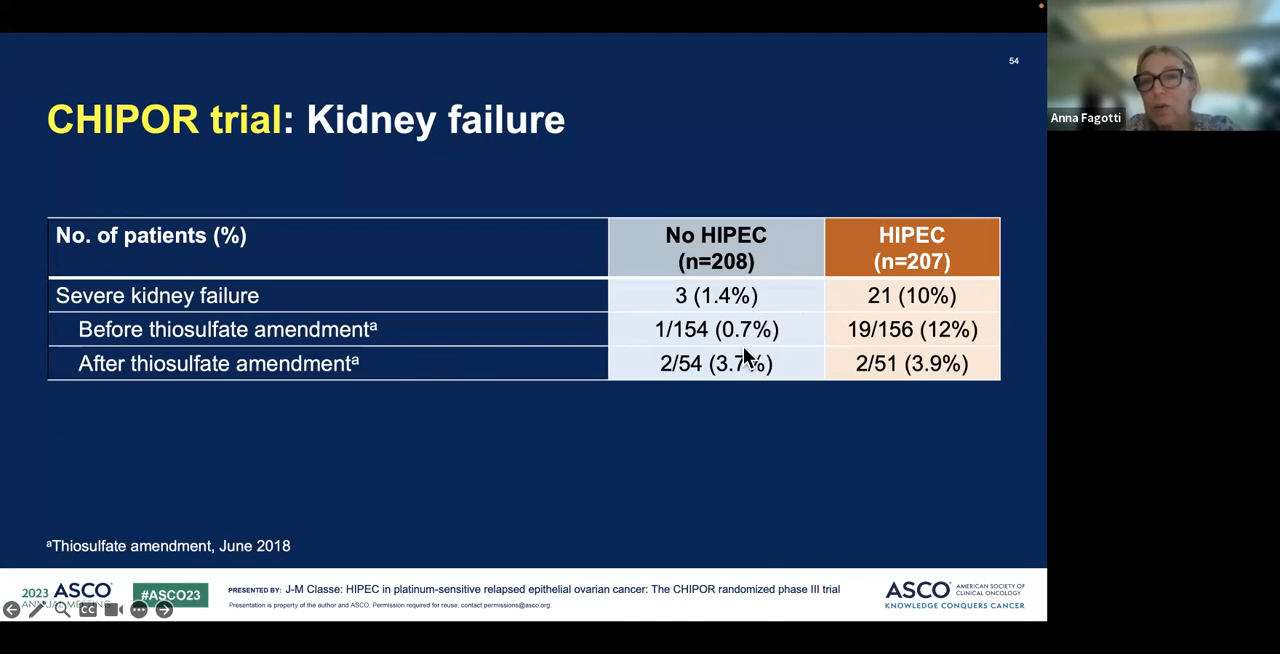 54
Anna Fagotti
CHIPOR trial: Kidney failure
No. of patients (%)
No HIPEC
(n=208)
HIPEC
(n=207)
Severe kidney failure
3 (1.4%)
21 (10%)
Before thiosulfate amendmentᵃ
1/154 (0.7%)
19/156 (12%)
After thiosulfate amendmentᵃ
2/54 (3.7%)
2/51 (3.9%)
ᵃThiosulfate amendment, June 2018
2023 ASCO®
ANNUAL MEETING
#ASCO23
PRESENTED BY: J-M Classe: HIPEC in platinum-sensitive relapsed epithelial ovarian cancer: The CHIPOR randomized phase III trial
Presentation is property of the author and ASCO. Permission required for reuse; contact permissions@asco.org.
ASCO® AMERICAN SOCIETY OF
CLINICAL ONCOLOGY
KNOWLEDGE CONQUERS CANCER
CC